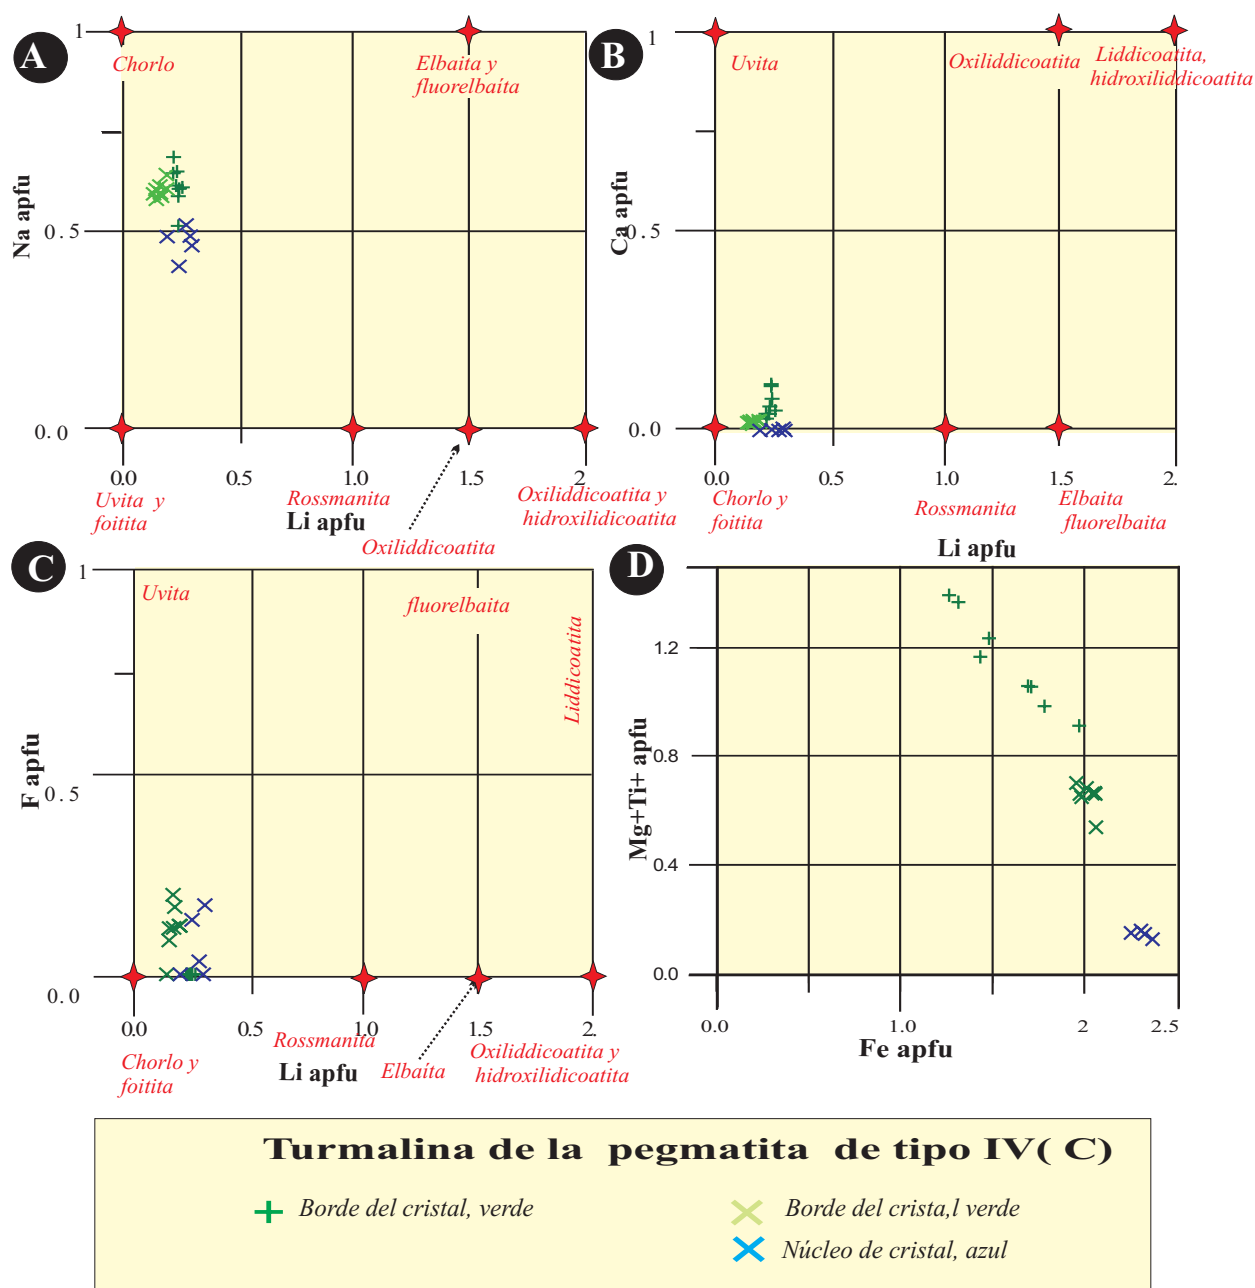 A
1
Chorlo
Elbaita y
fluorelbaíta
Na apfu
0.5
0.0
0.0
0.5
1.0
1.5
2.
Uvita y
foitita
Rossmanita
Li apfu
Oxiliddicoatita
Oxiliddicoatita y
hidroxilidicoatita
B
1
Uvita
Oxiliddicoatita
Liddicoatita,
hidroxiliddicoatita
Ca apfu
0.5
0.0
0.0
0.5
1.0
1.5
2.
Chorlo y
foitita
Rossmanita
Elbaita
fluorelbaita
Li apfu
C
1
Uvita
fluorelbaita
Liddicoatita
F apfu
0.5
0.0
0.0
0.5
1.0
1.5
2.
Chorlo y
foitita
Rossmanita
Li apfu
Elbaíta
Oxiliddicoatita y
hidroxilidicoatita
D
Mg+Ti+ apfu
1.2
0.8
0.4
0.0
0.0
1.0
2
2.5
Fe apfu
Turmalina de la pegmatita de tipo IV( C)
Borde del cristal, verde
Borde del crista,l verde
Núcleo de cristal, azul